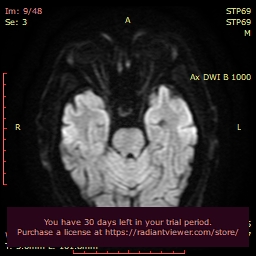 Im: 9/48
Se: 3
A
STP69
STP69
M
Ax DWI B 1000
R
L
You have 30 days left in your trial period.
Purchase a license at https://radiantviewer.com/store/